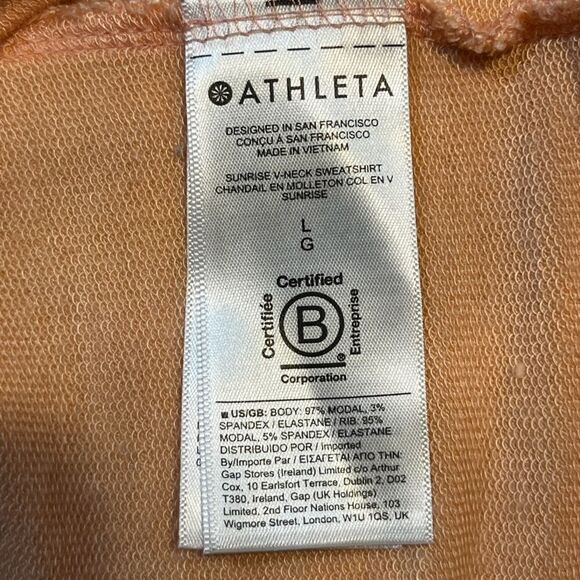 ATHLETA
DESIGNED IN SAN FRANCISCO
CONÇU À SAN FRANCISCO
MADE IN VIETNAM
SUNRISE V-NECK SWEATSHIRT
CHANDAIL EN MOLLETON COL EN V
SUNRISE
L
G
Certified
Certifiée
B
Entreprise
®
Corporation
US/GB: BODY: 97% MODAL, 3%
SPANDEX / ELASTANE / RIB: 95%
MODAL, 5% SPANDEX / ELASTANE
DISTRIBUÍDO POR / Imported
By/Importe Par / ΕΙΣΑΓΕΤΑΙ ΑΠΟ ΤΗΝ:
Gap Stores (Ireland) Limited c/o Arthur
Cox, 10 Earlsfort Terrace, Dublin 2, D02
T380, Ireland, Gap (UK Holdings)
Limited, 2nd Floor Nations House, 103
Wigmore Street, London, W1U 1QS, UK